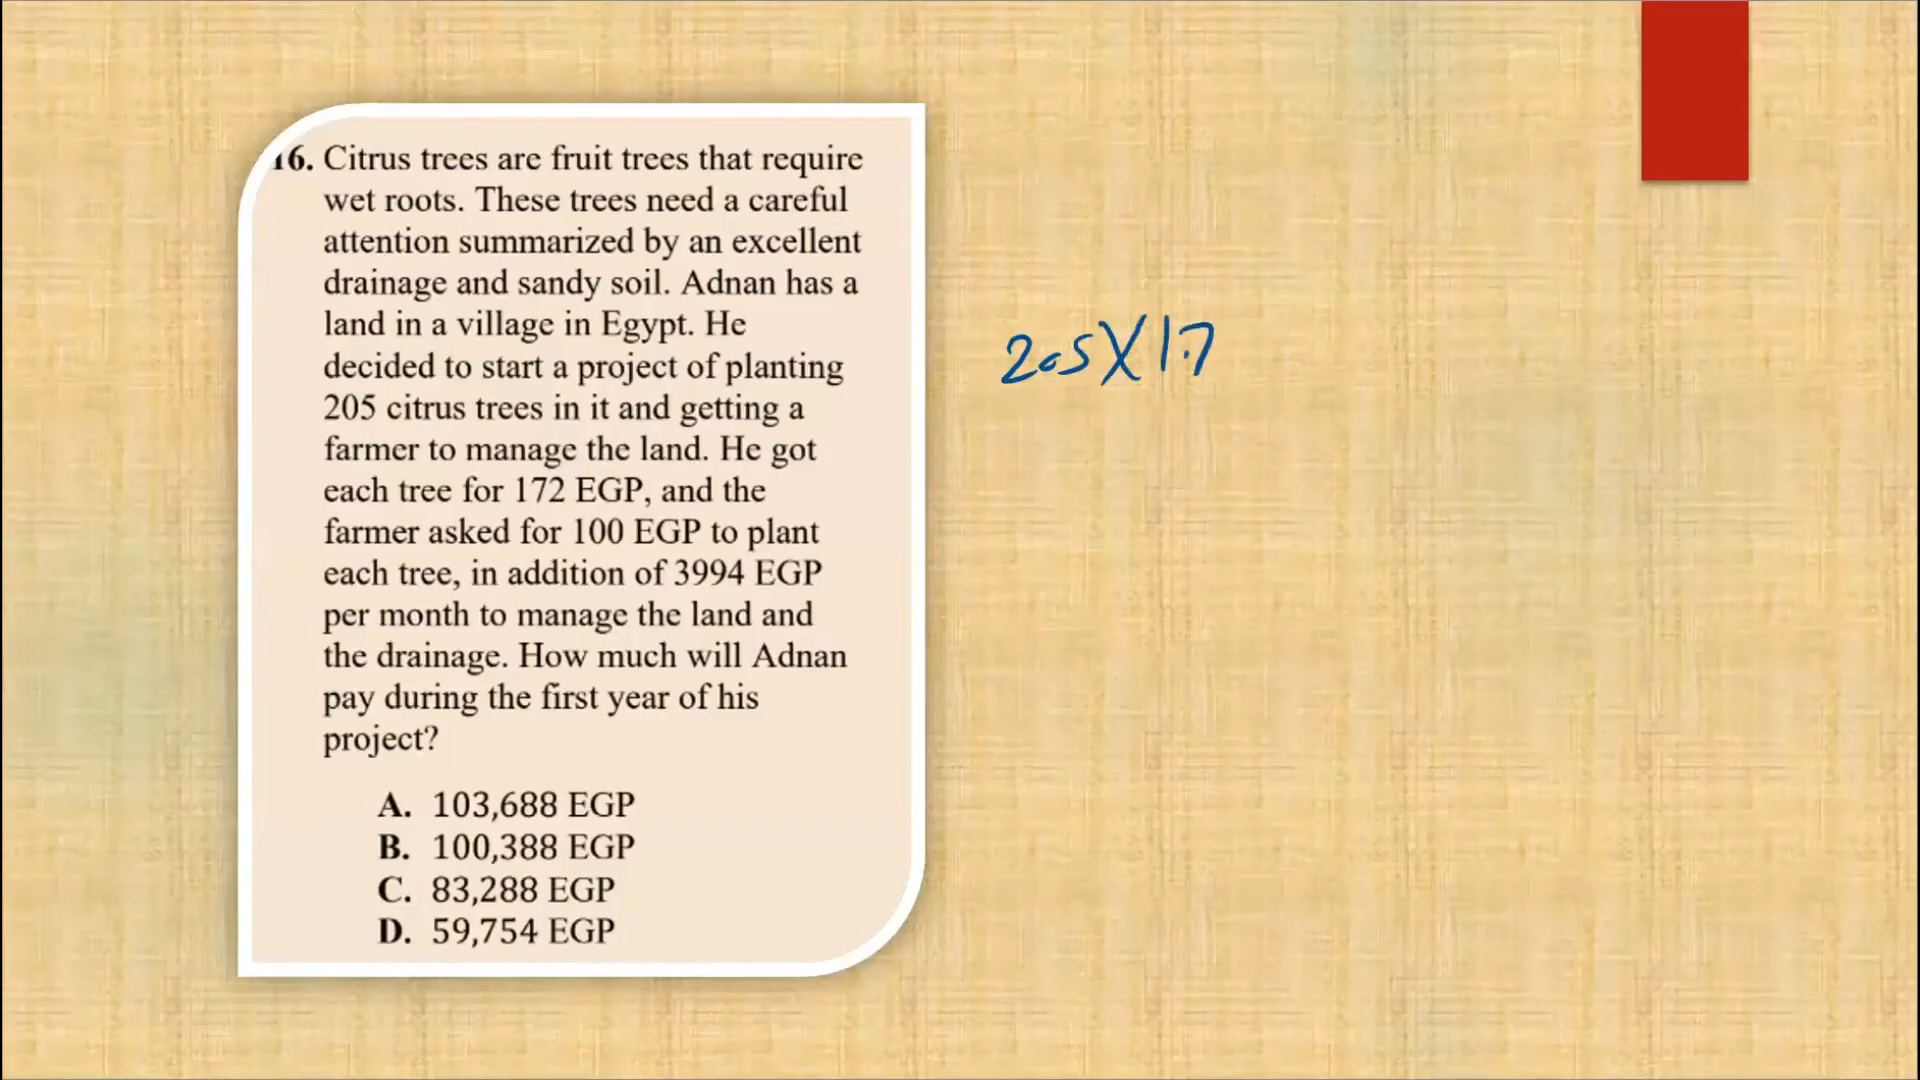 16. Citrus trees are fruit trees that require
wet roots. These trees need a careful
attention summarized by an excellent
drainage and sandy soil. Adnan has a
land in a village in Egypt. He
decided to start a project of planting
205 citrus trees in it and getting a
farmer to manage the land. He got
each tree for 172 EGP, and the
farmer asked for 100 EGP to plant
each tree, in addition of 3994 EGP
per month to manage the land and
the drainage. How much will Adnan
pay during the first year of his
project?
A. 103,688 EGP
B. 100,388 EGP
C. 83,288 EGP
D. 59,754 EGP
205X1.7